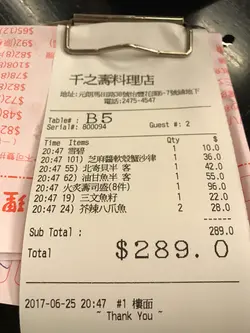 千之壽料理店
電話:2475-4547
Table#: B5
Serial#: 600094 Guest #: 2
Time Items Qty $
20:47 雪碧 1 10.0
20:47 101) 芝麻醬軟殼蟹沙律 1 36.0
20:47 55) 北寄貝半 客 1 42.0
20:47 62) 油甘魚半 客 1 55.0
20:47 火炙壽司盛(8件) 1 96.0
20:47 19) 三文魚籽 1 22.0
20:47 24) 芥辣八爪魚 2 28.0
Sub Total : 289.0
Total $289.0
2017-06-25 20:47 #1 樓面
~ Thank You ~